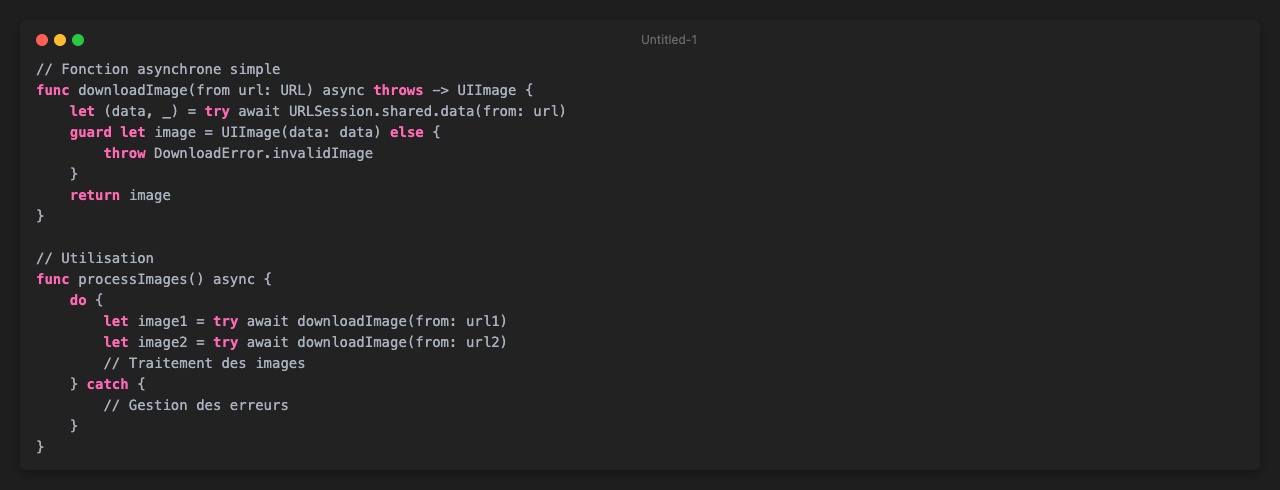 Untitled-1
// Fonction asynchrone simple
func downloadImage(from url: URL) async throws -> UIImage {
    let (data, _) = try await URLSession.shared.data(from: url)
    guard let image = UIImage(data: data) else {
        throw DownloadError.invalidImage
    }
    return image
}

// Utilisation
func processImages() async {
    do {
        let image1 = try await downloadImage(from: url1)
        let image2 = try await downloadImage(from: url2)
        // Traitement des images
    } catch {
        // Gestion des erreurs
    }
}